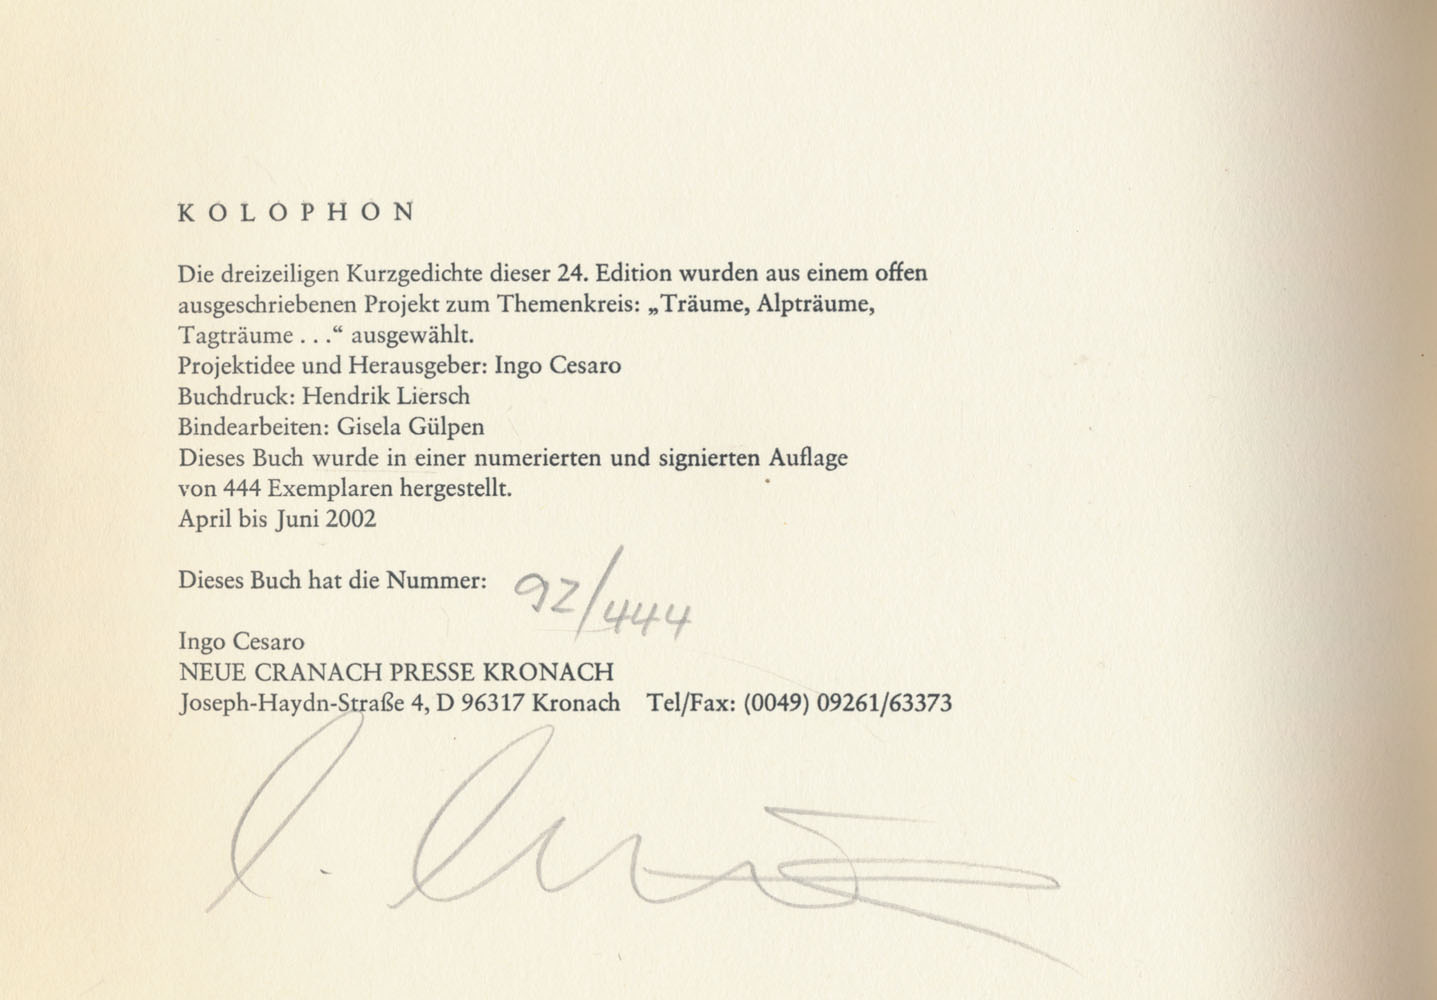 KOLOPHON
Die dreizeiligen Kurzgedichte dieser 24. Edition wurden aus einem offen
ausgeschriebenen Projekt zum Themenkreis: „Träume, Alpträume,
Tagträume . . .“ ausgewählt.
Projektidee und Herausgeber: Ingo Cesaro
Buchdruck: Hendrik Liersch
Bindearbeiten: Gisela Gülpen
Dieses Buch wurde in einer numerierten und signierten Auflage
von 444 Exemplaren hergestellt.
April bis Juni 2002
Dieses Buch hat die Nummer: 92/444
Ingo Cesaro
NEUE CRANACH PRESSE KRONACH
Joseph-Haydn-Straße 4, D 96317 Kronach Tel/Fax: (0049) 09261/63373